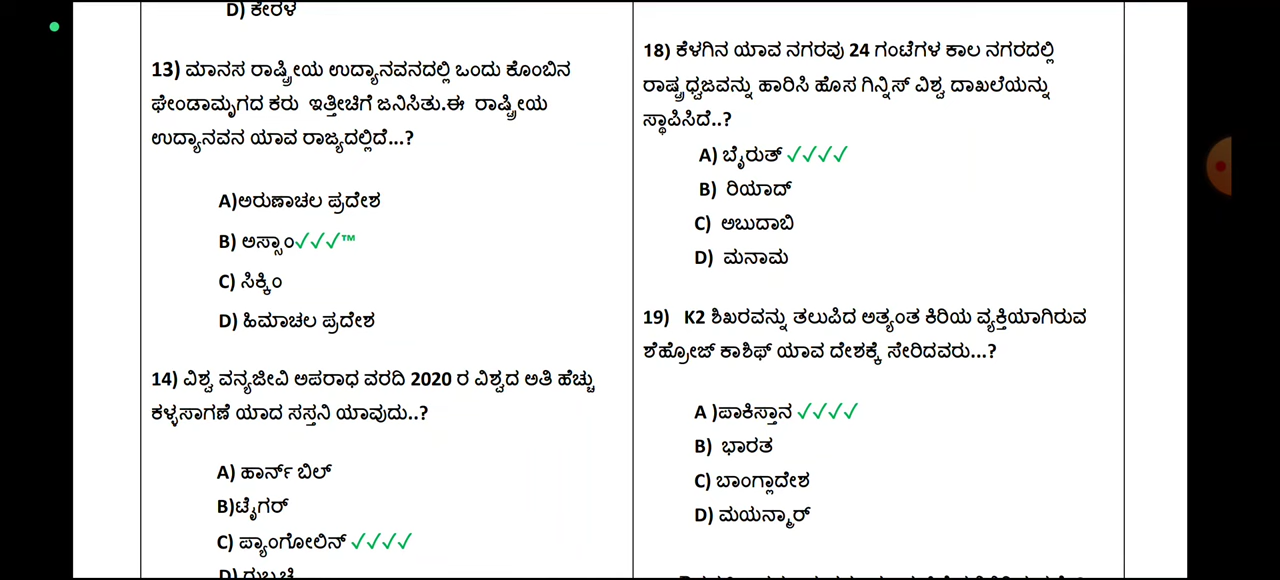 D) ಕೇರಳ
13) ಮಾನಸ ರಾಷ್ಟ್ರೀಯ ಉದ್ಯಾನವನದಲ್ಲಿ ಒಂದು ಕೊಂಬಿನ
ಘೇಂಡಾಮೃಗದ ಕರು ಇತ್ತೀಚಿಗೆ ಜನಿಸಿತು.ಈ ರಾಷ್ಟ್ರೀಯ
ಉದ್ಯಾನವನ ಯಾವ ರಾಜ್ಯದಲ್ಲಿದೆ...?
A)ಅರುಣಾಚಲ ಪ್ರದೇಶ
B) ಅಸ್ಸಾಂ✓✓✓™
C) ಸಿಕ್ಕಿಂ
D) ಹಿಮಾಚಲ ಪ್ರದೇಶ
14) ವಿಶ್ವ ವನ್ಯಜೀವಿ ಅಪರಾಧ ವರದಿ 2020 ರ ವಿಶ್ವದ ಅತಿ ಹೆಚ್ಚು
ಕಳ್ಳಸಾಗಣೆ ಯಾದ ಸಸ್ತನಿ ಯಾವುದು..?
A) ಹಾರ್ನ್ ಬಿಲ್
B)ಟೈಗರ್
C) ಪ್ಯಾಂಗೋಲಿನ್ ✓✓✓✓
18) ಕೆಳಗಿನ ಯಾವ ನಗರವು 24 ಗಂಟೆಗಳ ಕಾಲ ನಗರದಲ್ಲಿ
ರಾಷ್ಟ್ರಧ್ವಜವನ್ನು ಹಾರಿಸಿ ಹೊಸ ಗಿನ್ನಿಸ್ ವಿಶ್ವ ದಾಖಲೆಯನ್ನು
ಸ್ಥಾಪಿಸಿದೆ..?
A) ಬೈರುತ್ ✓✓✓✓
B) ರಿಯಾದ್
C) ಅಬುದಾಬಿ
D) ಮನಾಮ
19) K2 ಶಿಖರವನ್ನು ತಲುಪಿದ ಅತ್ಯಂತ ಕಿರಿಯ ವ್ಯಕ್ತಿಯಾಗಿರುವ
ಶೆಹ್ರೋಜ್ ಕಾಶಿಫ್ ಯಾವ ದೇಶಕ್ಕೆ ಸೇರಿದವರು...?
A )ಪಾಕಿಸ್ತಾನ ✓✓✓✓
B) ಭಾರತ
C) ಬಾಂಗ್ಲಾದೇಶ
D) ಮಯನ್ಮಾರ್